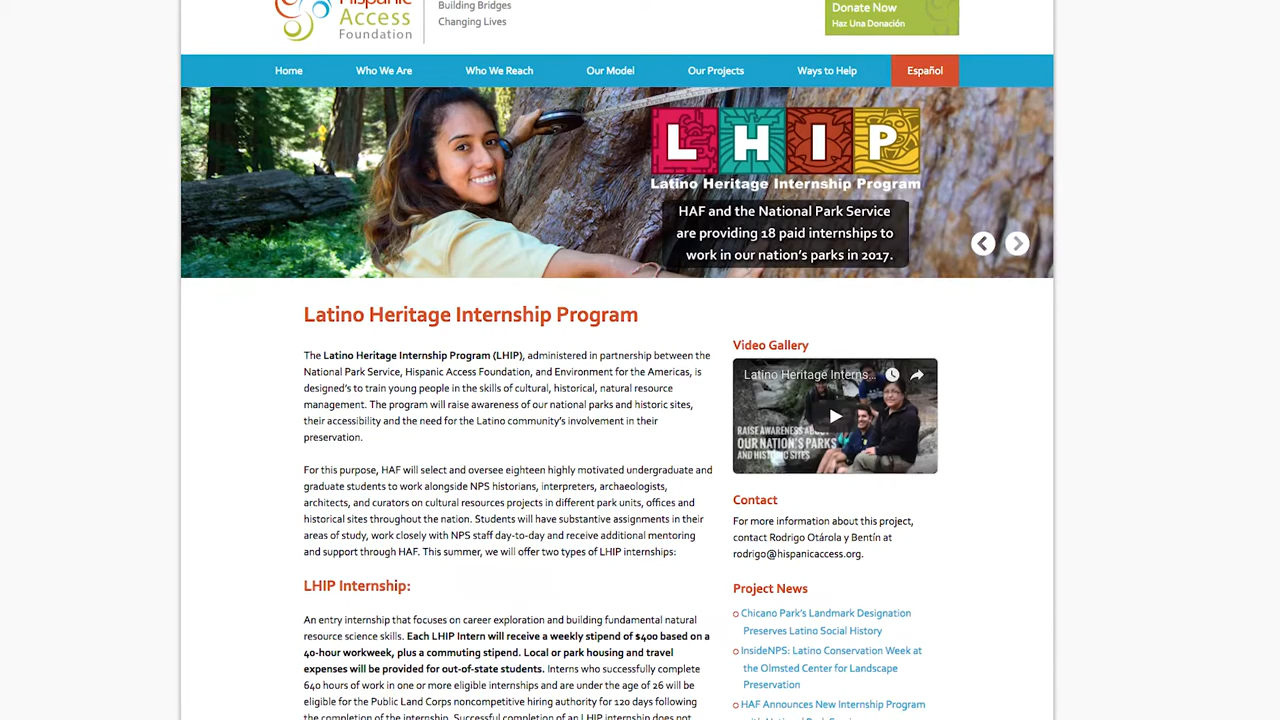 Hispanic
Access
Foundation
Building Bridges
Changing Lives
Donate Now
Haz Una Donación
Home
Who We Are
Who We Reach
Our Model
Our Projects
Ways to Help
Español
LHIP
Latino Heritage Internship Program
HAF and the National Park Service
are providing 18 paid internships to
work in our nation's parks in 2017.
Latino Heritage Internship Program
The Latino Heritage Internship Program (LHIP), administered in partnership between the
National Park Service, Hispanic Access Foundation, and Environment for the Americas, is
designed's to train young people in the skills of cultural, historical, natural resource
management. The program will raise awareness of our national parks and historic sites,
their accessibility and the need for the Latino community's involvement in their
preservation.
For this purpose, HAF will select and oversee eighteen highly motivated undergraduate and
graduate students to work alongside NPS historians, interpreters, archaeologists,
architects, and curators on cultural resources projects in different park units, offices and
historical sites throughout the nation. Students will have substantive assignments in their
areas of study, work closely with NPS staff day-to-day and receive additional mentoring
and support through HAF. This summer, we will offer two types of LHIP internships:
LHIP Internship:
An entry internship that focuses on career exploration and building fundamental natural
resource science skills. Each LHIP Intern will receive a weekly stipend of $400 based on a
40-hour workweek, plus a commuting stipend. Local or park housing and travel
expenses will be provided for out-of-state students. Interns who successfully complete
640 hours of work in one or more eligible internships and are under the age of 26 will be
eligible for the Public Land Corps noncompetitive hiring authority for 120 days following
the completion of the internship. Successful completion of an LHIP internship does not
Video Gallery
Latino Heritage Interns...
RAISE AWARENESS ABOUT
OUR NATION'S PARKS
AND HISTORIC SITES
Contact
For more information about this project,
contact Rodrigo Otárola y Bentín at
rodrigo@hispanicaccess.org.
Project News
Chicano Park's Landmark Designation
Preserves Latino Social History
InsideNPS: Latino Conservation Week at
the Olmsted Center for Landscape
Preservation
HAF Announces New Internship Program